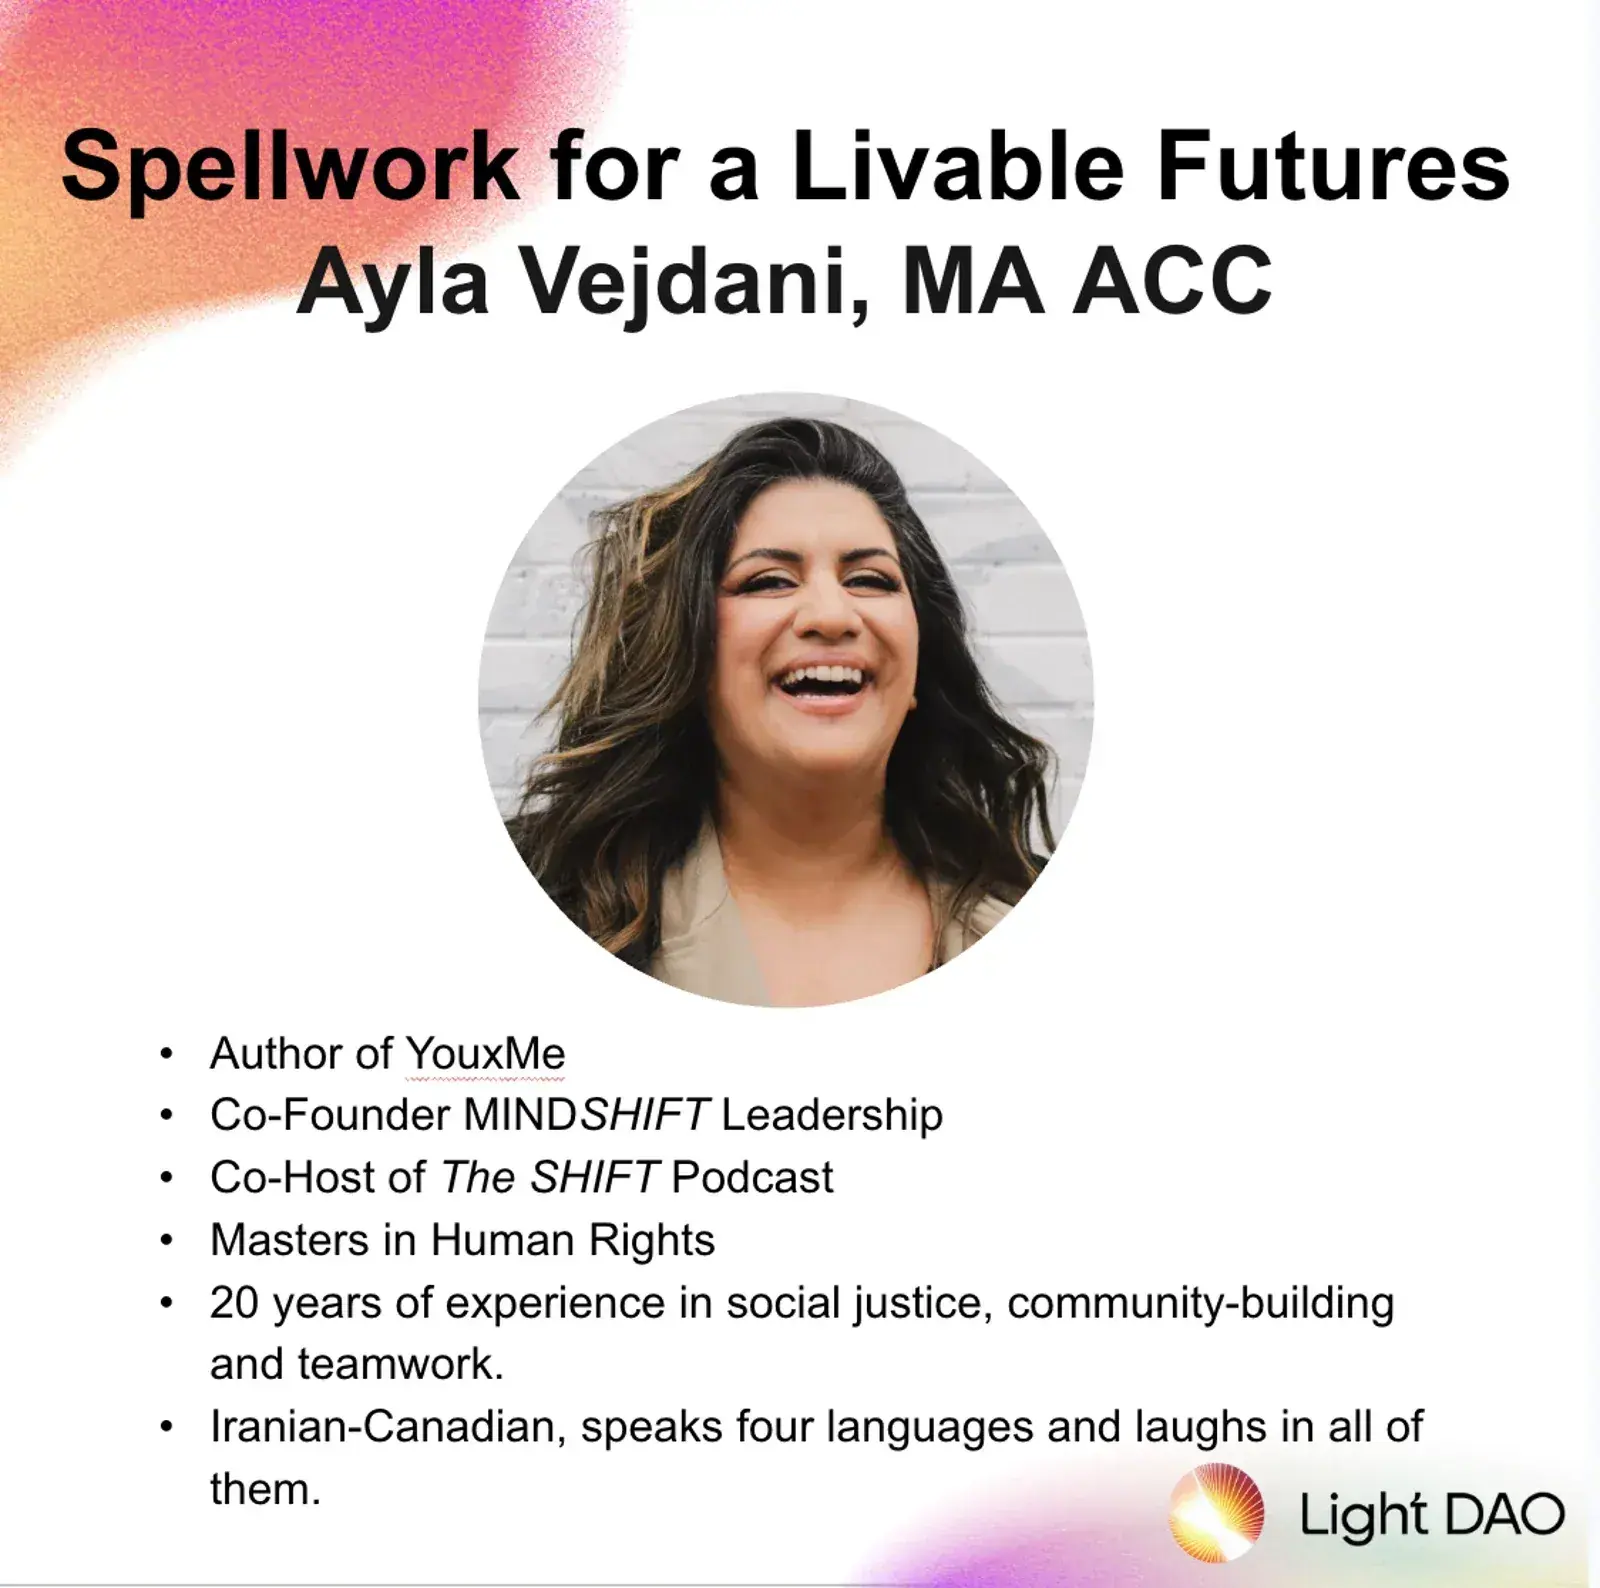 Spellwork for a Livable Futures
Ayla Vejdani, MA ACC
• Author of YouxMe
• Co-Founder MINDSHIFT Leadership
• Co-Host of The SHIFT Podcast
• Masters in Human Rights
• 20 years of experience in social justice, community-building
and teamwork.
• Iranian-Canadian, speaks four languages and laughs in all of
them.
Light DAO